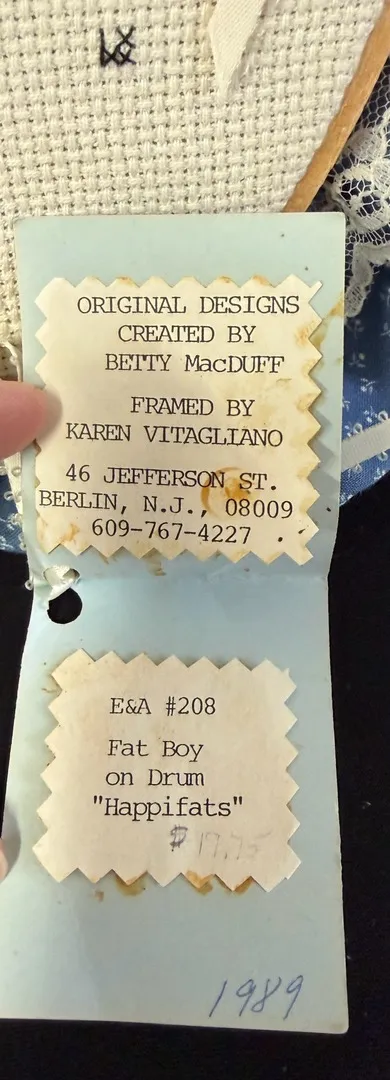 ORIGINAL DESIGNS
CREATED BY
BETTY MacDUFF
FRAMED BY
KAREN VITAGLIANO
46 JEFFERSON ST.
BERLIN, N.J., 08009
609-767-4227 .
E&A #208
Fat Boy
on Drum
"Happifats"
$19.75
1989